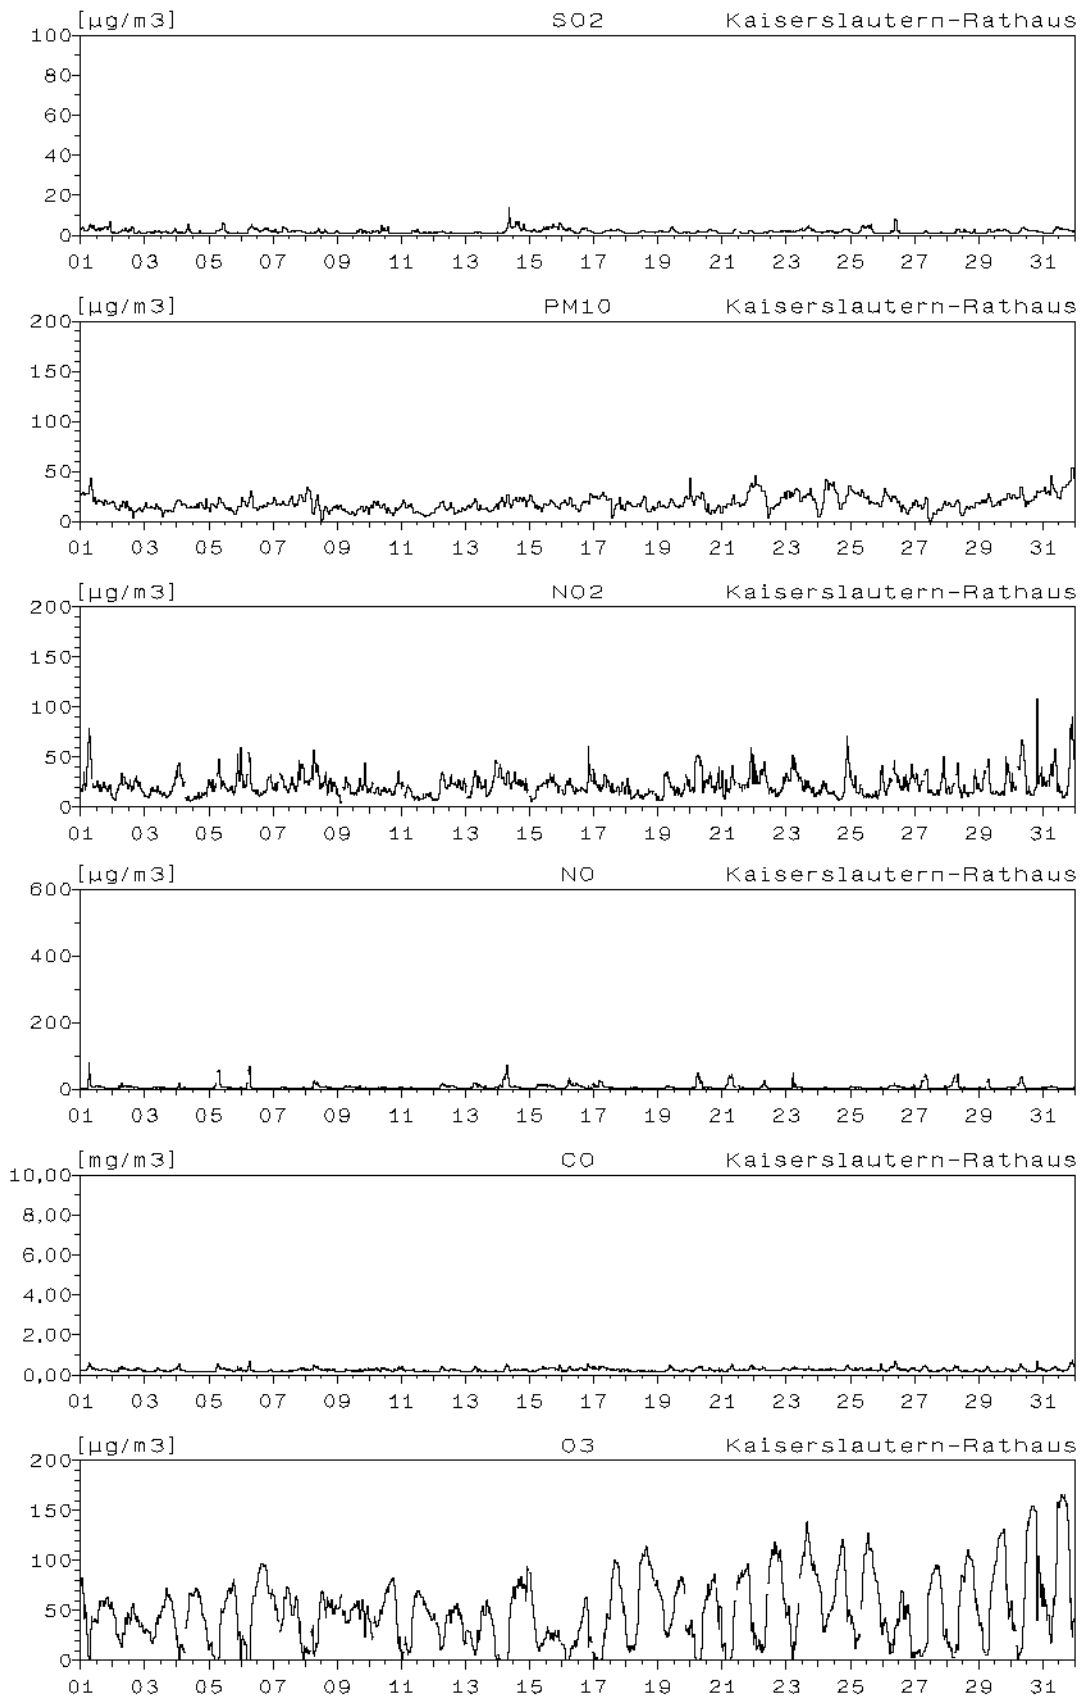 [µg/m3] SO2 Kaiserslautern-Rathaus
100
80
60
40
20
0
01 03 05 07 09 11 13 15 17 19 21 23 25 27 29 31
[µg/m3] PM10 Kaiserslautern-Rathaus
200
150
100
50
0
01 03 05 07 09 11 13 15 17 19 21 23 25 27 29 31
[µg/m3] NO2 Kaiserslautern-Rathaus
200
150
100
50
0
01 03 05 07 09 11 13 15 17 19 21 23 25 27 29 31
[µg/m3] NO Kaiserslautern-Rathaus
600
400
200
0
01 03 05 07 09 11 13 15 17 19 21 23 25 27 29 31
[mg/m3] CO Kaiserslautern-Rathaus
10,00
8,00
6,00
4,00
2,00
0,00
01 03 05 07 09 11 13 15 17 19 21 23 25 27 29 31
[µg/m3] O3 Kaiserslautern-Rathaus
200
150
100
50
0
01 03 05 07 09 11 13 15 17 19 21 23 25 27 29 31